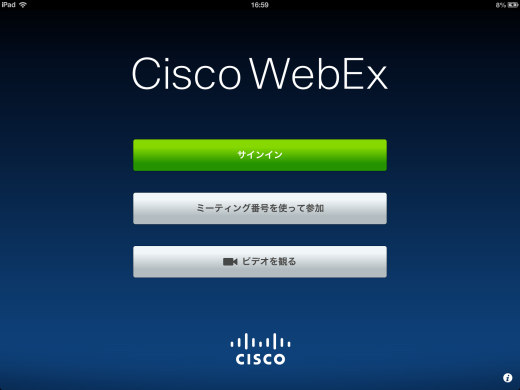 iPad 16:59 8%
Cisco WebEx
サインイン
ミーティング番号を使って参加
ビデオを観る
CISCO
i